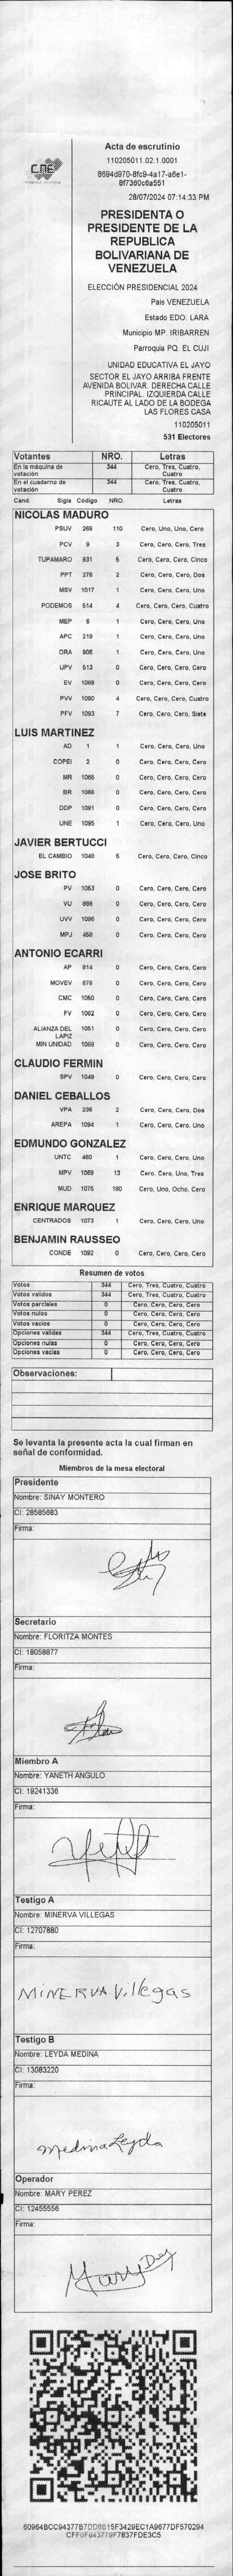 CNE
Acta de escrutinio
110205011.02.1.0001
8694d970-8fc9-4a17-a6e1-
8f7360c6a551
28/07/2024 07:14:33 PM
PRESIDENTA O
PRESIDENTE DE LA
REPUBLICA
BOLIVARIANA DE
VENEZUELA
ELECCIÓN PRESIDENCIAL 2024
Pais VENEZUELA
Estado EDO. LARA
Municipio MP. IRIBARREN
Parroquia PQ. EL CUJI
UNIDAD EDUCATIVA EL JAYO
SECTOR EL JAYO ARRIBA FRENTE
AVENIDA BOLIVAR. DERECHA CALLE
PRINCIPAL. IZQUIERDA CALLE
RICAUTE AL LADO DE LA BODEGA
LAS FLORES CASA
110205011
531 Electores
Votantes NRO. Letras
En la máquina de votación 344 Cero, Tres, Cuatro, Cuatro
En el cuaderno de votación 344 Cero, Tres, Cuatro, Cuatro
Cand. Sigla Código NRO. Letras
NICOLAS MADURO
PSUV 269 110 Cero, Uno, Uno, Cero
PCV 9 3 Cero, Cero, Cero, Tres
TUPAMARO 931 5 Cero, Cero, Cero, Cinco
PPT 276 2 Cero, Cero, Cero, Dos
MSV 1017 1 Cero, Cero, Cero, Uno
PODEMOS 514 4 Cero, Cero, Cero, Cuatro
MEP 6 1 Cero, Cero, Cero, Uno
APC 219 1 Cero, Cero, Cero, Uno
ORA 906 1 Cero, Cero, Cero, Uno
UPV 513 0 Cero, Cero, Cero, Cero
EV 1089 0 Cero, Cero, Cero, Cero
PVV 1090 4 Cero, Cero, Cero, Cuatro
PFV 1093 7 Cero, Cero, Cero, Siete
LUIS MARTINEZ
AD 1 1 Cero, Cero, Cero, Uno
COPEI 2 0 Cero, Cero, Cero, Cero
MR 1065 0 Cero, Cero, Cero, Cero
BR 1066 0 Cero, Cero, Cero, Cero
DDP 1091 0 Cero, Cero, Cero, Cero
UNE 1095 1 Cero, Cero, Cero, Uno
JAVIER BERTUCCI
EL CAMBIO 1048 5 Cero, Cero, Cero, Cinco
JOSE BRITO
PV 1053 0 Cero, Cero, Cero, Cero
VU 868 0 Cero, Cero, Cero, Cero
UVV 1096 0 Cero, Cero, Cero, Cero
MPJ 458 0 Cero, Cero, Cero, Cero
ANTONIO ECARRI
AP 814 0 Cero, Cero, Cero, Cero
MOVEV 878 0 Cero, Cero, Cero, Cero
CMC 1050 0 Cero, Cero, Cero, Cero
FV 1062 0 Cero, Cero, Cero, Cero
ALIANZA DEL LAPIZ 1051 0 Cero, Cero, Cero, Cero
MIN UNIDAD 1068 0 Cero, Cero, Cero, Cero
CLAUDIO FERMIN
SPV 1049 0 Cero, Cero, Cero, Cero
DANIEL CEBALLOS
VPA 236 2 Cero, Cero, Cero, Dos
AREPA 1094 1 Cero, Cero, Cero, Uno
EDMUNDO GONZALEZ
UNTC 460 1 Cero, Cero, Cero, Uno
MPV 1069 13 Cero, Cero, Uno, Tres
MUD 1075 180 Cero, Uno, Ocho, Cero
ENRIQUE MARQUEZ
CENTRADOS 1073 1 Cero, Cero, Cero, Uno
BENJAMIN RAUSSEO
CONDE 1092 0 Cero, Cero, Cero, Cero
Resumen de votos
Votos 344 Cero, Tres, Cuatro, Cuatro
Votos validos 344 Cero, Tres, Cuatro, Cuatro
Votos parciales 0 Cero, Cero, Cero, Cero
Votos nulos 0 Cero, Cero, Cero, Cero
Votos vacios 0 Cero, Cero, Cero, Cero
Opciones validas 344 Cero, Tres, Cuatro, Cuatro
Opciones nulas 0 Cero, Cero, Cero, Cero
Opciones vacias 0 Cero, Cero, Cero, Cero
Observaciones:
Se levanta la presente acta la cual firman en
señal de conformidad.
Miembros de la mesa electoral
Presidente
Nombre: SINAY MONTERO
CI: 28585683
Firma:
Secretario
Nombre: FLORITZA MONTES
CI: 18058877
Firma:
Miembro A
Nombre: YANETH ANGULO
CI: 19241336
Firma:
Testigo A
Nombre: MINERVA VILLEGAS
CI: 12707880
Firma:
MINERVA Villegas
Testigo B
Nombre: LEYDA MEDINA
CI: 13083220
Firma:
Medina Leyda
Operador
Nombre: MARY PEREZ
CI: 12455556
Firma:
60964BCC94377B7DD8B15F3429EC1A9677DF570294